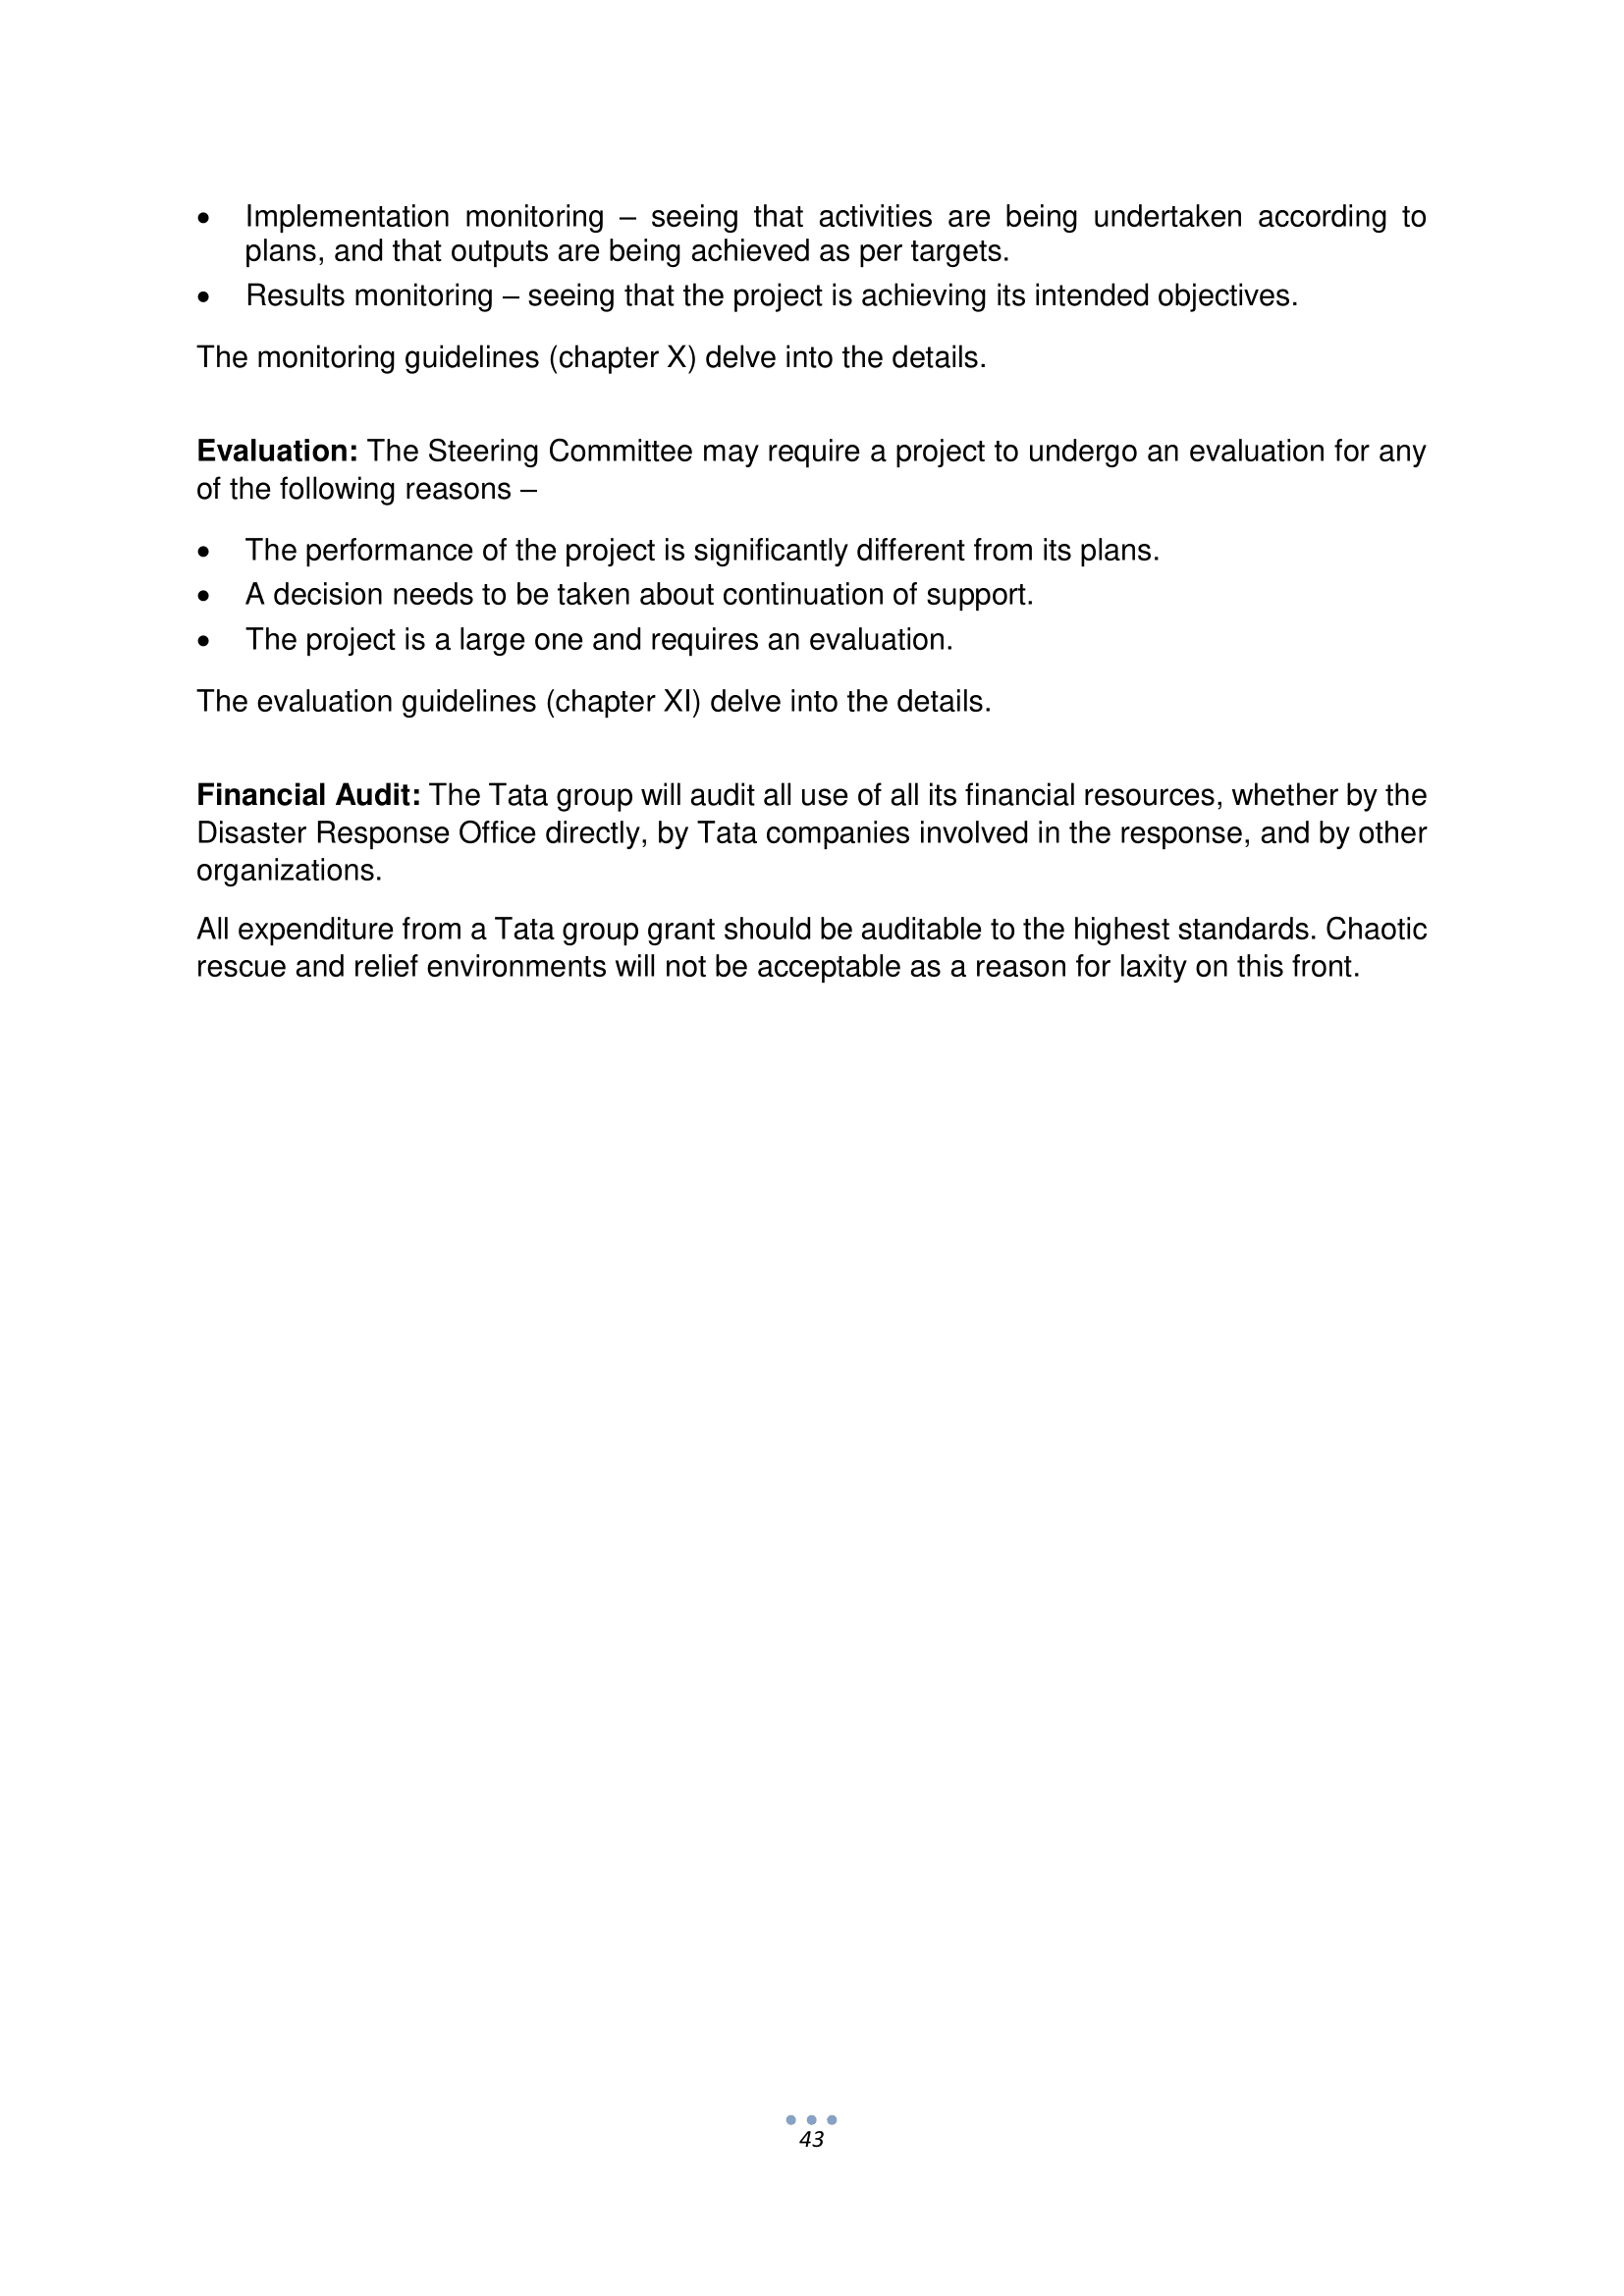 • Implementation monitoring – seeing that activities are being undertaken according to
plans, and that outputs are being achieved as per targets.
• Results monitoring – seeing that the project is achieving its intended objectives.
The monitoring guidelines (chapter X) delve into the details.
Evaluation: The Steering Committee may require a project to undergo an evaluation for any
of the following reasons –
• The performance of the project is significantly different from its plans.
• A decision needs to be taken about continuation of support.
• The project is a large one and requires an evaluation.
The evaluation guidelines (chapter XI) delve into the details.
Financial Audit: The Tata group will audit all use of all its financial resources, whether by the
Disaster Response Office directly, by Tata companies involved in the response, and by other
organizations.
All expenditure from a Tata group grant should be auditable to the highest standards. Chaotic
rescue and relief environments will not be acceptable as a reason for laxity on this front.
43